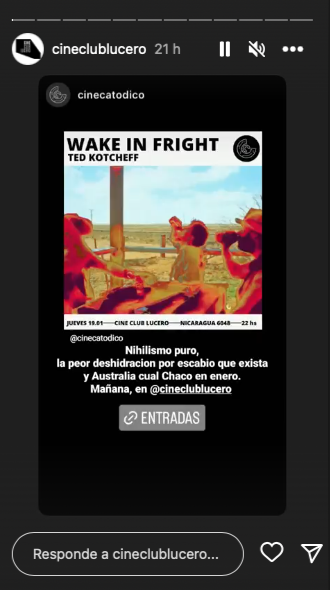 cineclublucero 21 h
cinecatodico
WAKE IN FRIGHT
TED KOTCHEFF
JUEVES 19.01 CINE CLUB LUCERO NICARAGUA 6048 22 hs
@cinecatodico
Nihilismo puro,
la peor deshidracion por escabio que exista
y Australia cual Chaco en enero.
Mañana, en @cineclublucero
ENTRADAS
Responde a cineclublucero...